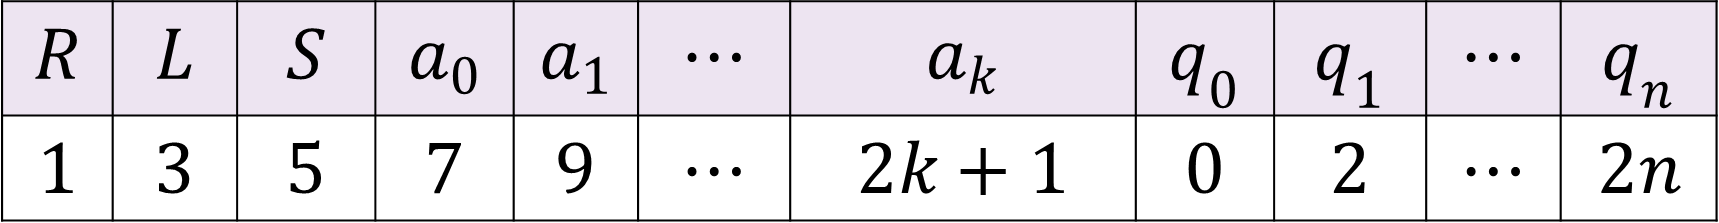 R L S a₀ a₁ ⋯ aₖ q₀ q₁ ⋯ qₙ
1 3 5 7 9 ⋯ 2k + 1 0 2 ⋯ 2n